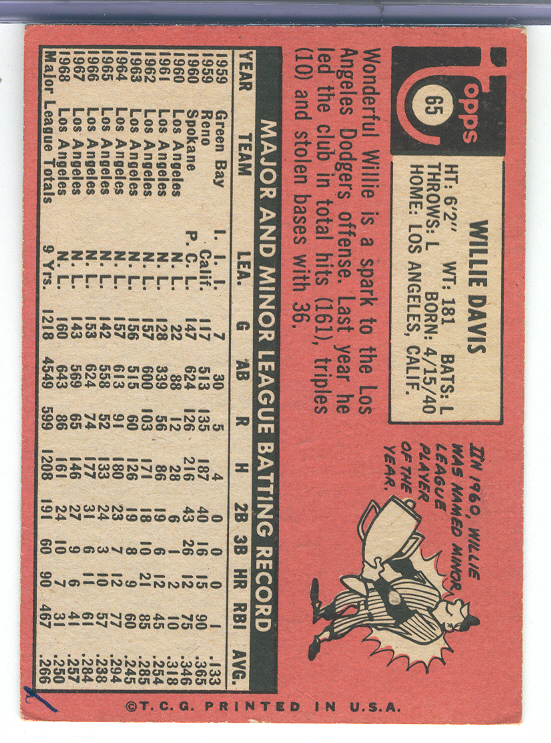 Topps
65
WILLIE DAVIS
HT: 6'2" WT: 181 BATS: L
THROWS: L BORN: 4/15/40
HOME: LOS ANGELES, CALIF.
IN 1960, WILLIE
WAS NAMED MINOR
LEAGUE
PLAYER
OF THE
YEAR.
Wonderful Willie is a spark to the Los
Angeles Dodgers offense. Last year he
led the club in total hits (161), triples
(10) and stolen bases with 36.
MAJOR AND MINOR LEAGUE BATTING RECORD
YEAR TEAM LEA. G AB R H 2B 3B HR RBI AVG.
1959 Green Bay I. I. I. 7 30 5 4 0 0 0 1 .133
1959 Reno Calif. 117 513 135 187 40 16 15 90 .365
1960 Spokane P. C. L. 147 624 126 216 43 26 12 75 .346
1960 Los Angeles N. L. 22 88 12 28 6 1 2 10 .318
1961 Los Angeles N. L. 128 339 56 86 19 6 12 45 .254
1962 Los Angeles N. L. 157 600 103 171 18 10 21 85 .285
1963 Los Angeles N. L. 156 515 60 126 19 8 9 60 .245
1964 Los Angeles N. L. 157 613 91 180 23 7 12 77 .294
1965 Los Angeles N. L. 142 558 52 133 24 3 10 57 .238
1966 Los Angeles N. L. 153 624 74 177 31 6 11 61 .284
1967 Los Angeles N. L. 143 569 65 146 27 9 6 41 .257
1968 Los Angeles N. L. 160 643 86 161 24 10 7 31 .250
Major League Totals 9 Yrs. 1218 4549 599 1208 191 60 90 467 .266
© T.C.G. PRINTED IN U.S.A.